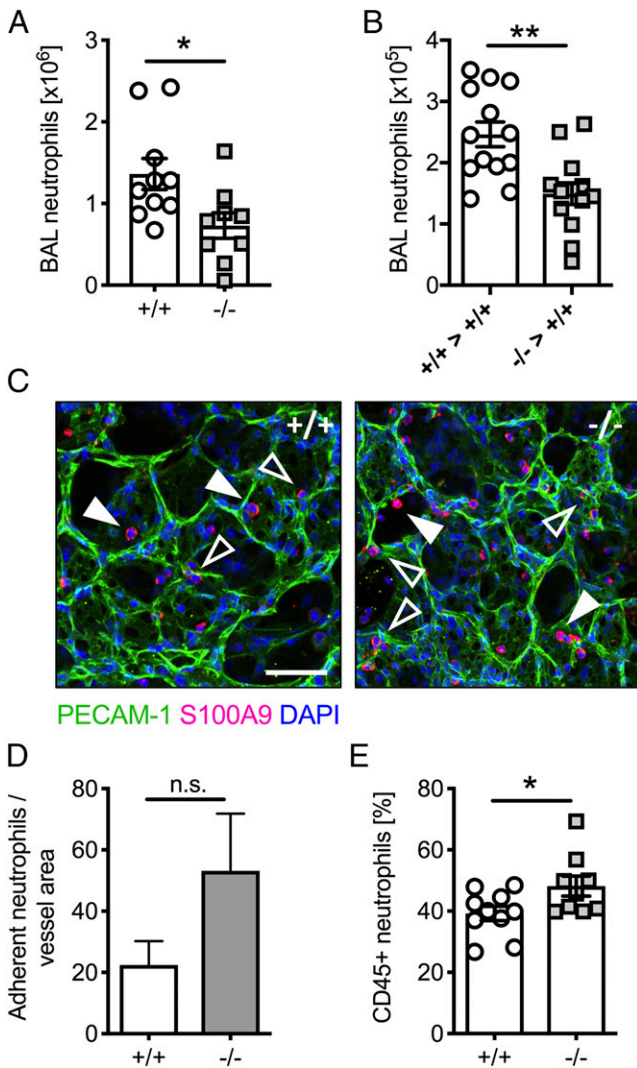 A
BAL neutrophils [x10⁶]
3
2
1
0
*
+/+
-/-
B
BAL neutrophils [x10⁵]
4
3
2
1
0
**
+/+ > +/+
-/- > +/+
C
+/+
-/-
PECAM-1 S100A9 DAPI
D
Adherent neutrophils /
vessel area
80
60
40
20
0
n.s.
+/+
-/-
E
CD45+ neutrophils [%]
80
60
40
20
0
*
+/+
-/-